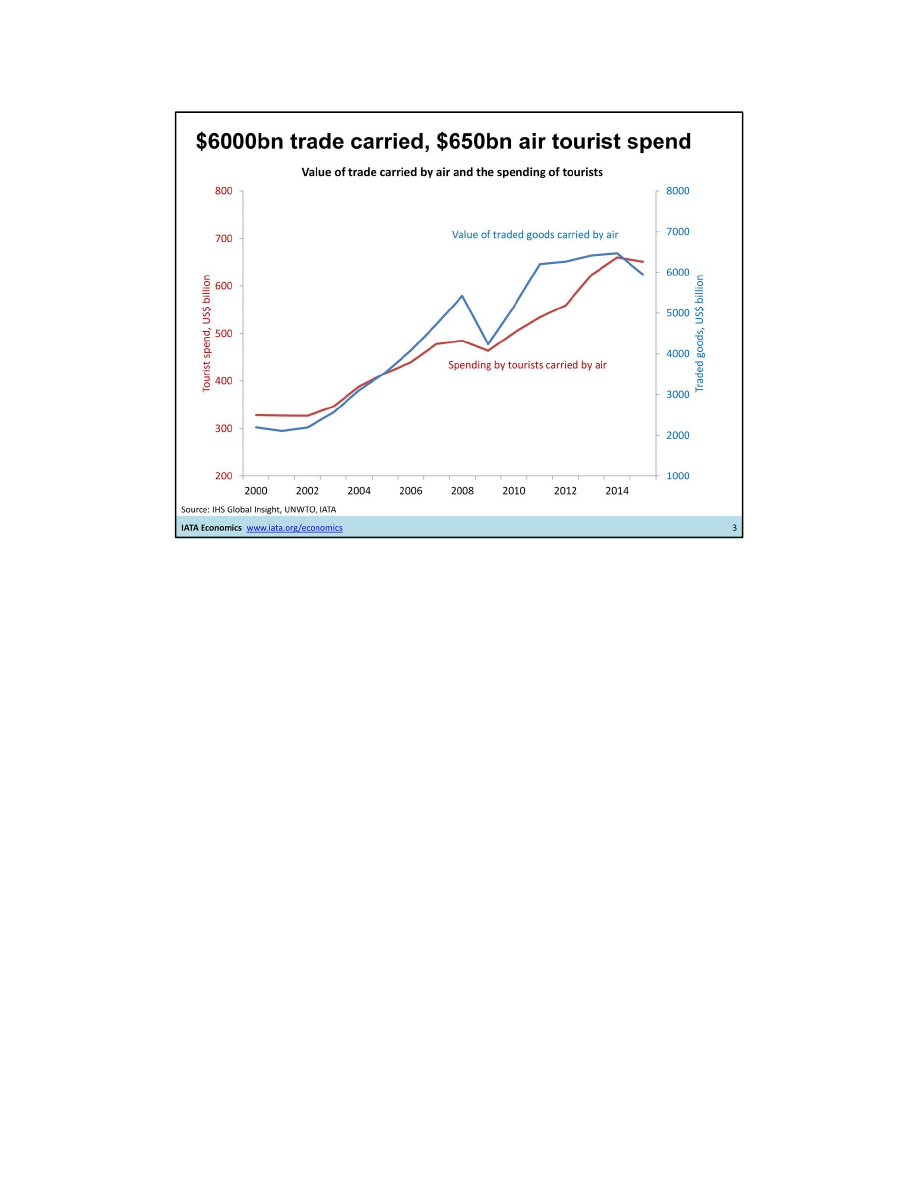 $6000bn trade carried, $650bn air tourist spend
Value of trade carried by air and the spending of tourists
Tourist spend, US$ billion
800
700
600
500
400
300
200
Value of traded goods carried by air
Spending by tourists carried by air
8000
7000
6000
5000
4000
3000
2000
1000
Traded goods, US$ billion
2000 2002 2004 2006 2008 2010 2012 2014
Source: IHS Global Insight, UNWTO, IATA
IATA Economics www.iata.org/economics 3